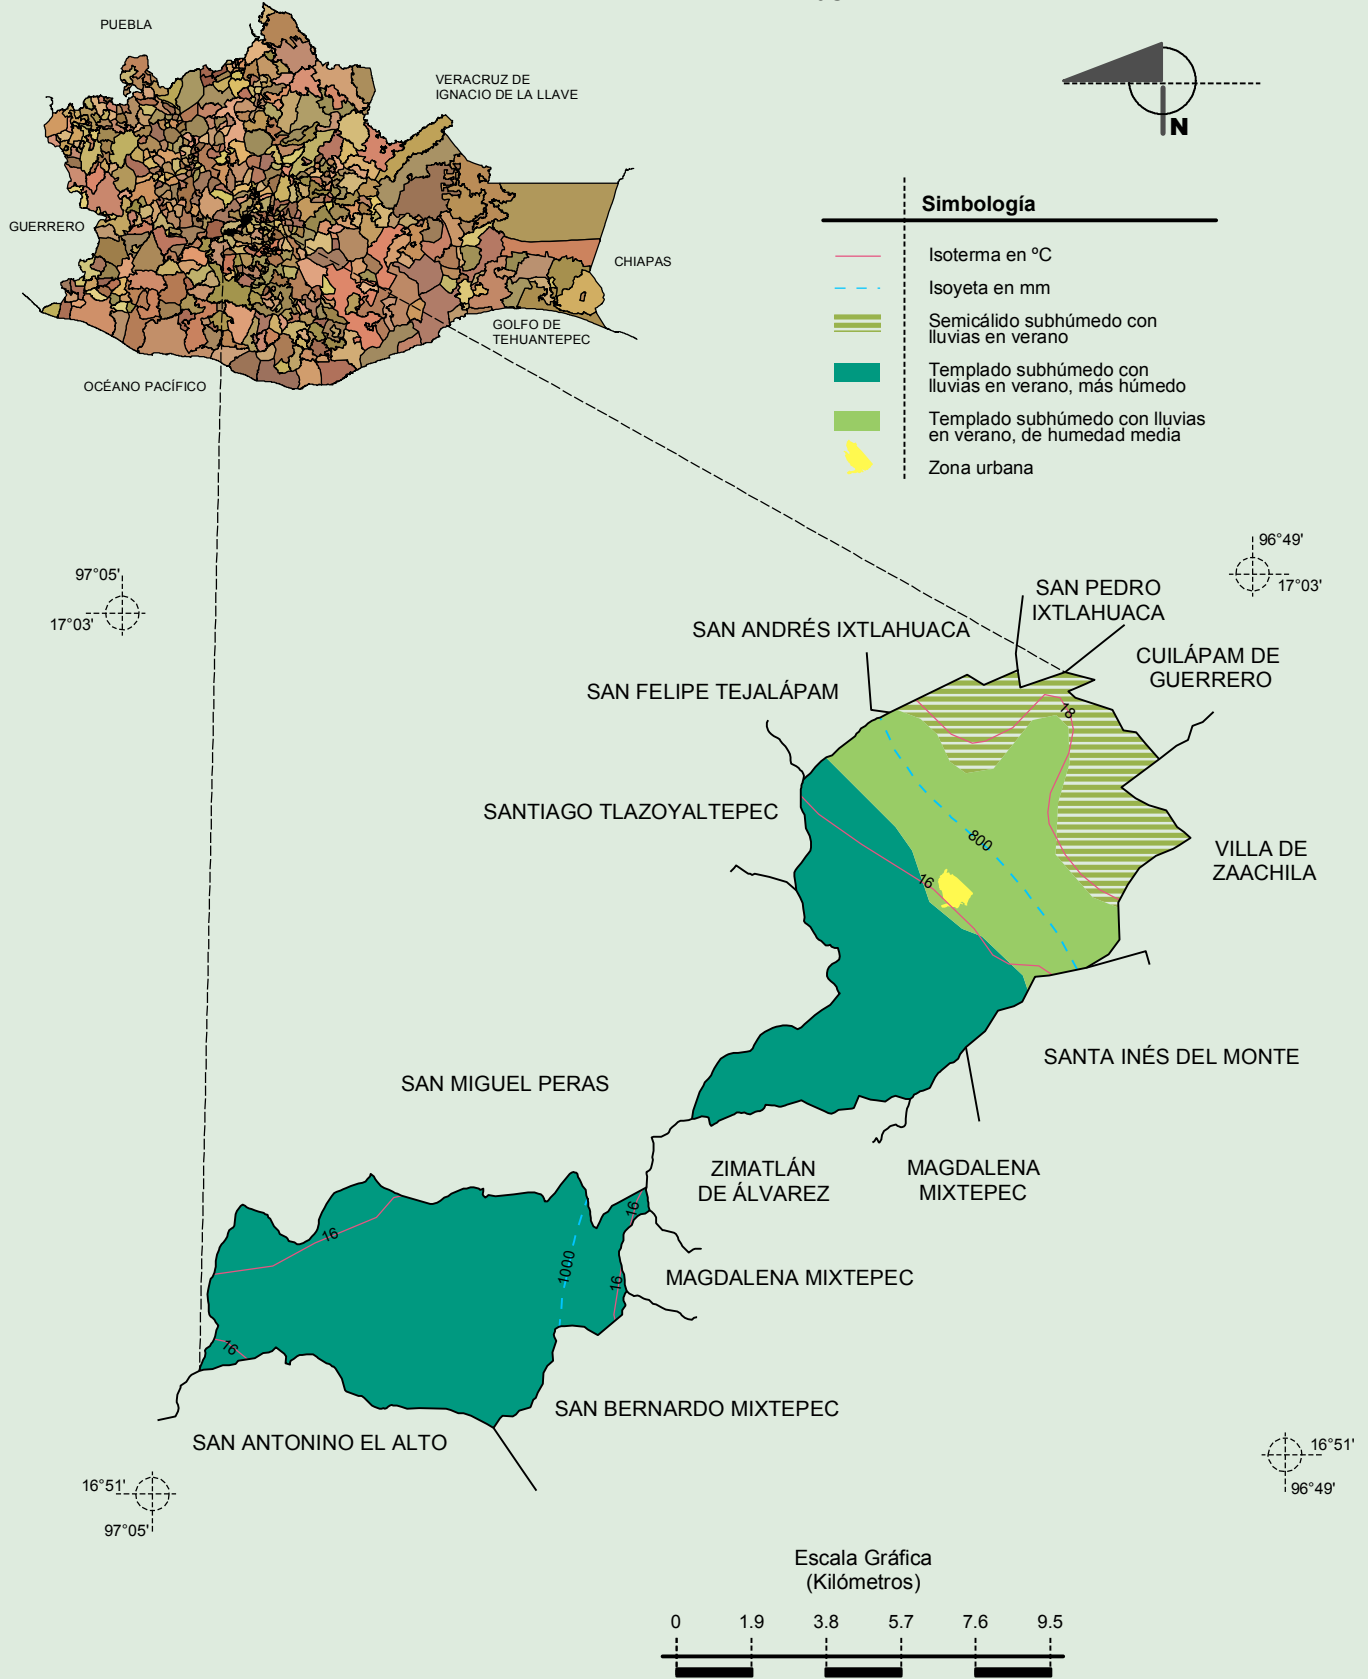 PUEBLA
VERACRUZ DE
IGNACIO DE LA LLAVE
GUERRERO
CHIAPAS
GOLFO DE
TEHUANTEPEC
OCÉANO PACÍFICO
N
Simbología
Isoterma en ºC
Isoyeta en mm
Semicálido subhúmedo con
lluvias en verano
Templado subhúmedo con
lluvias en verano, más húmedo
Templado subhúmedo con lluvias
en verano, de humedad media
Zona urbana
96°49'
17°03'
97°05'
17°03'
SAN PEDRO
IXTLAHUACA
SAN ANDRÉS IXTLAHUACA
CUILÁPAM DE
GUERRERO
SAN FELIPE TEJALÁPAM
18
SANTIAGO TLAZOYALTEPEC
800
VILLA DE
ZAACHILA
16
SANTA INÉS DEL MONTE
SAN MIGUEL PERAS
ZIMATLÁN
DE ÁLVAREZ
MAGDALENA
MIXTEPEC
16
16
1000
16
MAGDALENA MIXTEPEC
16
SAN BERNARDO MIXTEPEC
SAN ANTONINO EL ALTO
16°51'
97°05'
16°51'
96°49'
Escala Gráfica
(Kilómetros)
0 1.9 3.8 5.7 7.6 9.5